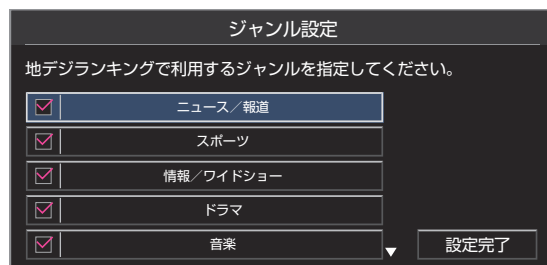 ジャンル設定
地デジランキングで利用するジャンルを指定してください。
ニュース／報道
スポーツ
情報／ワイドショー
ドラマ
音楽
設定完了